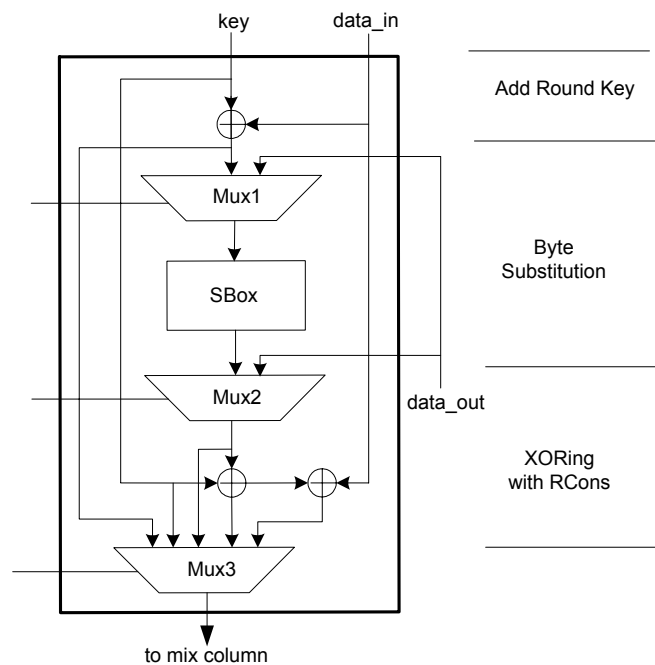 key
data_in
Add Round Key
Mux1
Byte
Substitution
SBox
Mux2
data_out
XORing
with RCons
Mux3
to mix column